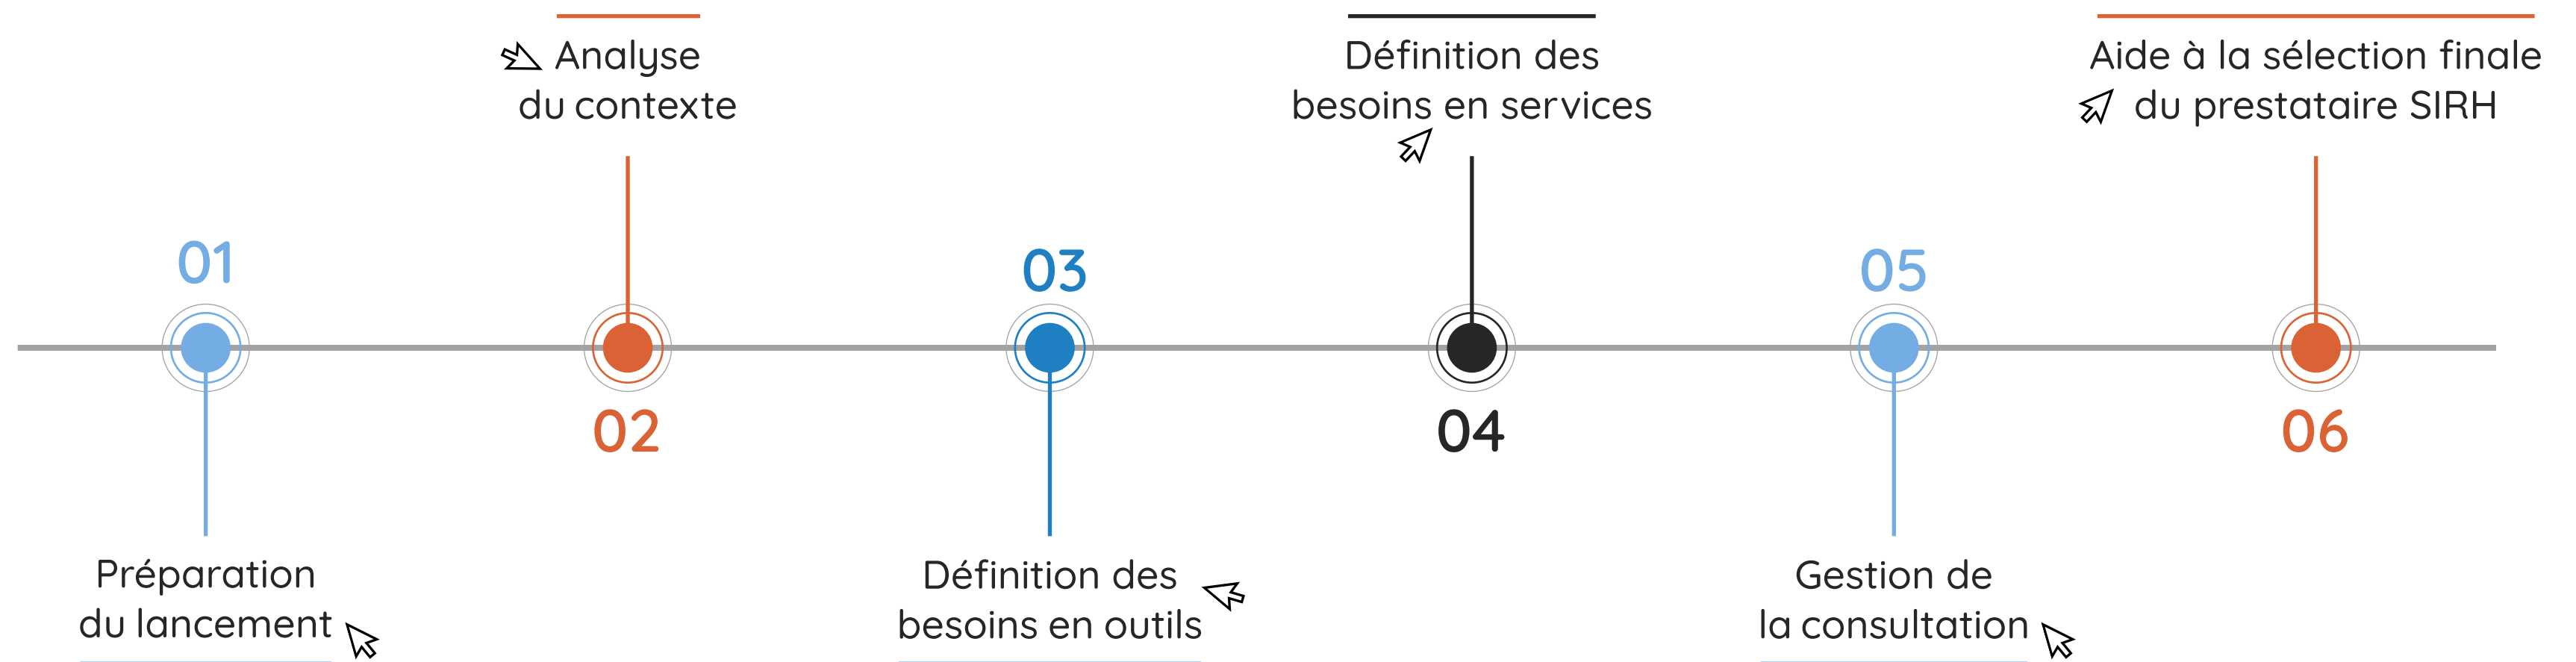 01
Préparation
du lancement
Analyse
du contexte
02
03
Définition des
besoins en outils
Définition des
besoins en services
04
05
Gestion de
la consultation
Aide à la sélection finale
du prestataire SIRH
06